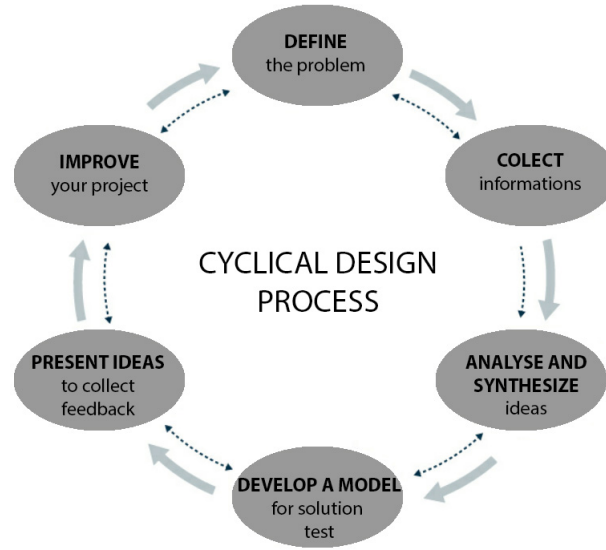 DEFINE
the problem
COLECT
informations
ANALYSE AND
SYNTHESIZE
ideas
DEVELOP A MODEL
for solution
test
PRESENT IDEAS
to collect
feedback
IMPROVE
your project
CYCLICAL DESIGN
PROCESS